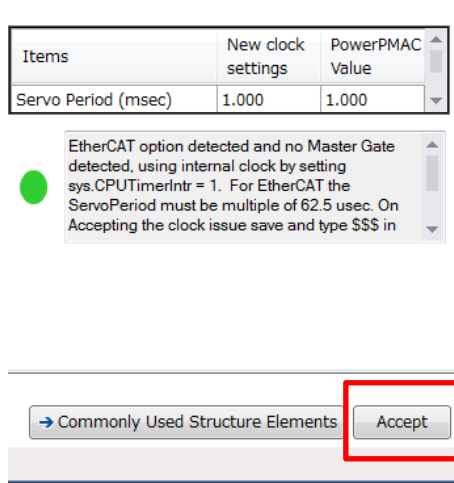 Items New clock settings PowerPMAC Value
Servo Period (msec) 1.000 1.000
EtherCAT option detected and no Master Gate
detected, using internal clock by setting
sys.CPUTimerIntr = 1.  For EtherCAT the
ServoPeriod must be multiple of 62.5 usec. On
Accepting the clock issue save and type $$$ in
Commonly Used Structure Elements Accept